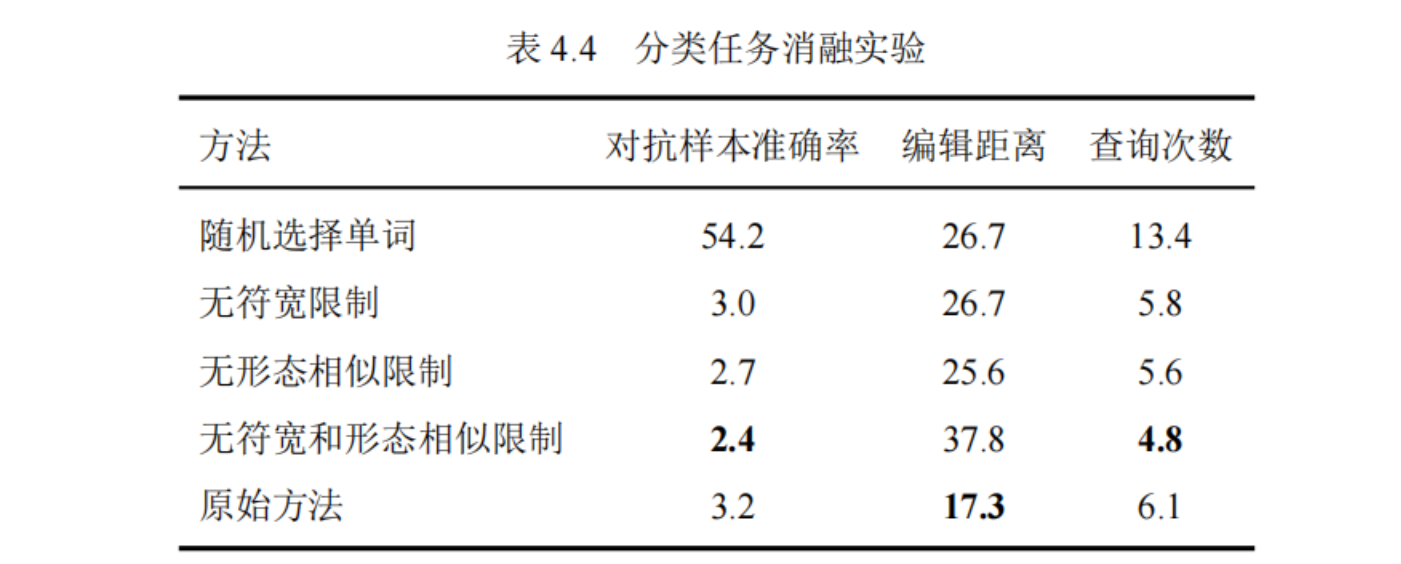 表 4.4 分类任务消融实验
方法 对抗样本准确率 编辑距离 查询次数
随机选择单词 54.2 26.7 13.4
无符宽限制 3.0 26.7 5.8
无形态相似限制 2.7 25.6 5.6
无符宽和形态相似限制 2.4 37.8 4.8
原始方法 3.2 17.3 6.1